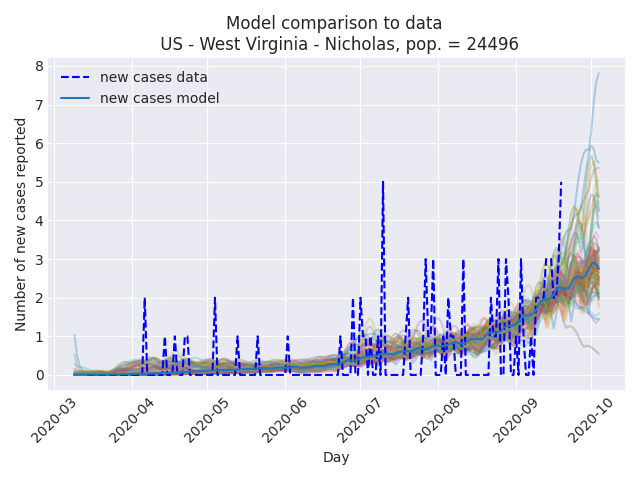 Model comparison to data
US - West Virginia - Nicholas, pop. = 24496
new cases data
new cases model
Number of new cases reported
8
7
6
5
4
3
2
1
0
2020-03
2020-04
2020-05
2020-06
2020-07
2020-08
2020-09
2020-10
Day